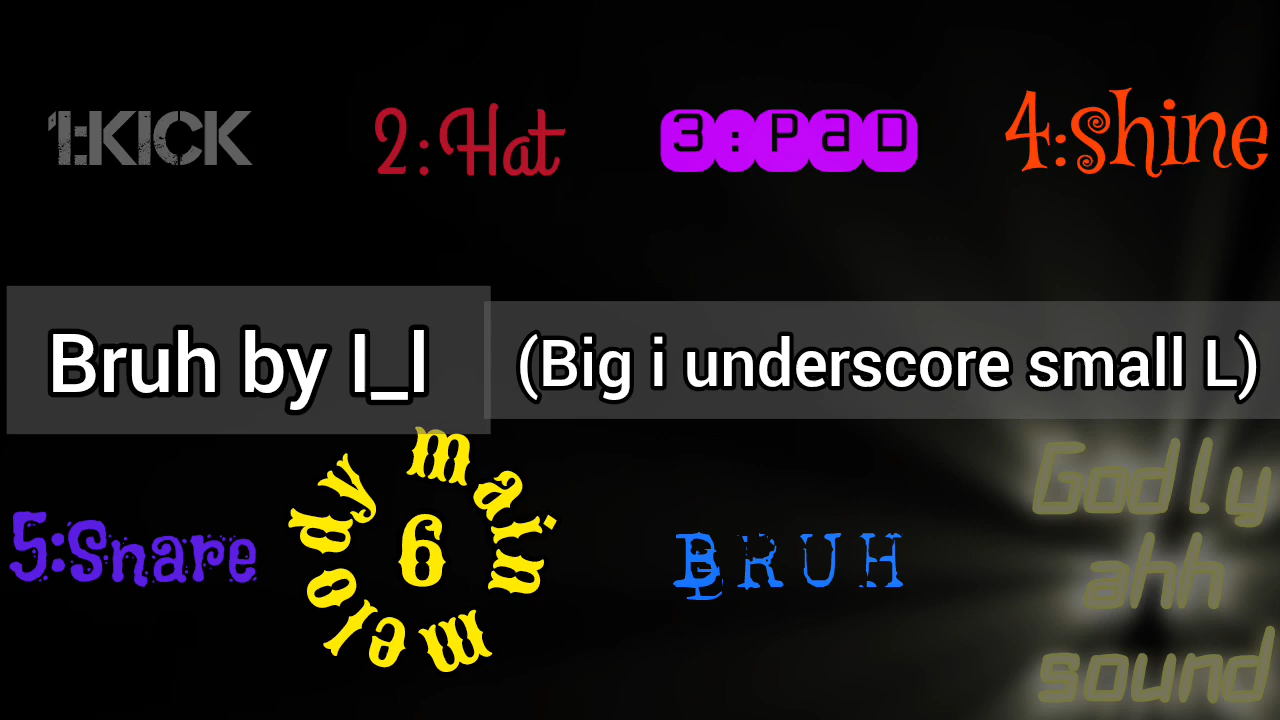 1:KICK
2:Hat
3:PaD
4:shine
Bruh by I_l
(Big i underscore small L)
5:Snare
6
main melody
BRUH
Godly
ahh
sound